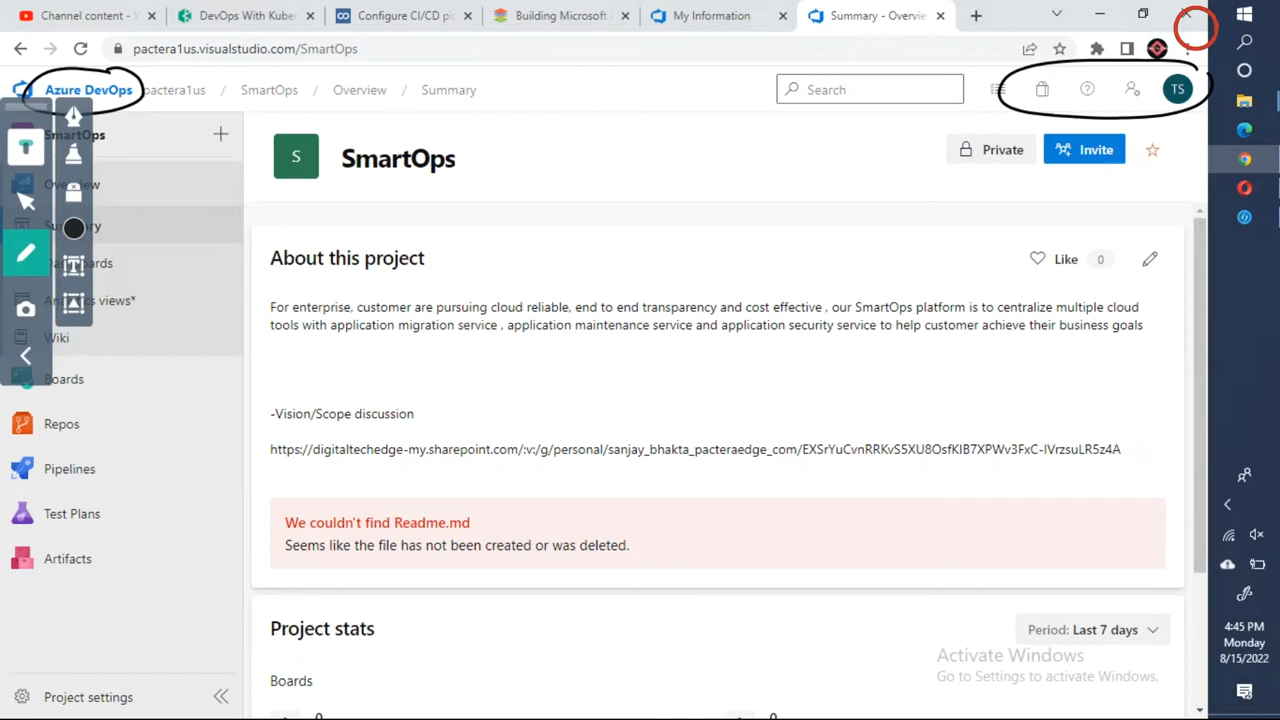 Channel content - Y
DevOps With Kuber
Configure CI/CD pip
Building Microsoft A
My Information
Summary - Overvie
pactera1us.visualstudio.com/SmartOps
Azure DevOps
pactera1us / SmartOps / Overview / Summary
Search
TS
SmartOps
Overview
Summary
Dashboards
Analytics views*
Wiki
Boards
Repos
Pipelines
Test Plans
Artifacts
Project settings
S
SmartOps
Private
Invite
About this project
Like 0
For enterprise, customer are pursuing cloud reliable, end to end transparency and cost effective , our SmartOps platform is to centralize multiple cloud
tools with application migration service , application maintenance service and application security service to help customer achieve their business goals
-Vision/Scope discussion
https://digitaltechedge-my.sharepoint.com/:v:/g/personal/sanjay_bhakta_pacteraedge_com/EXSrYuCvnRRKvS5XU8OsfKIB7XPWv3FxC-IVrzsuLR5z4A
We couldn't find Readme.md
Seems like the file has not been created or was deleted.
Project stats
Period: Last 7 days
Boards
Activate Windows
Go to Settings to activate Windows.
4:45 PM
Monday
8/15/2022